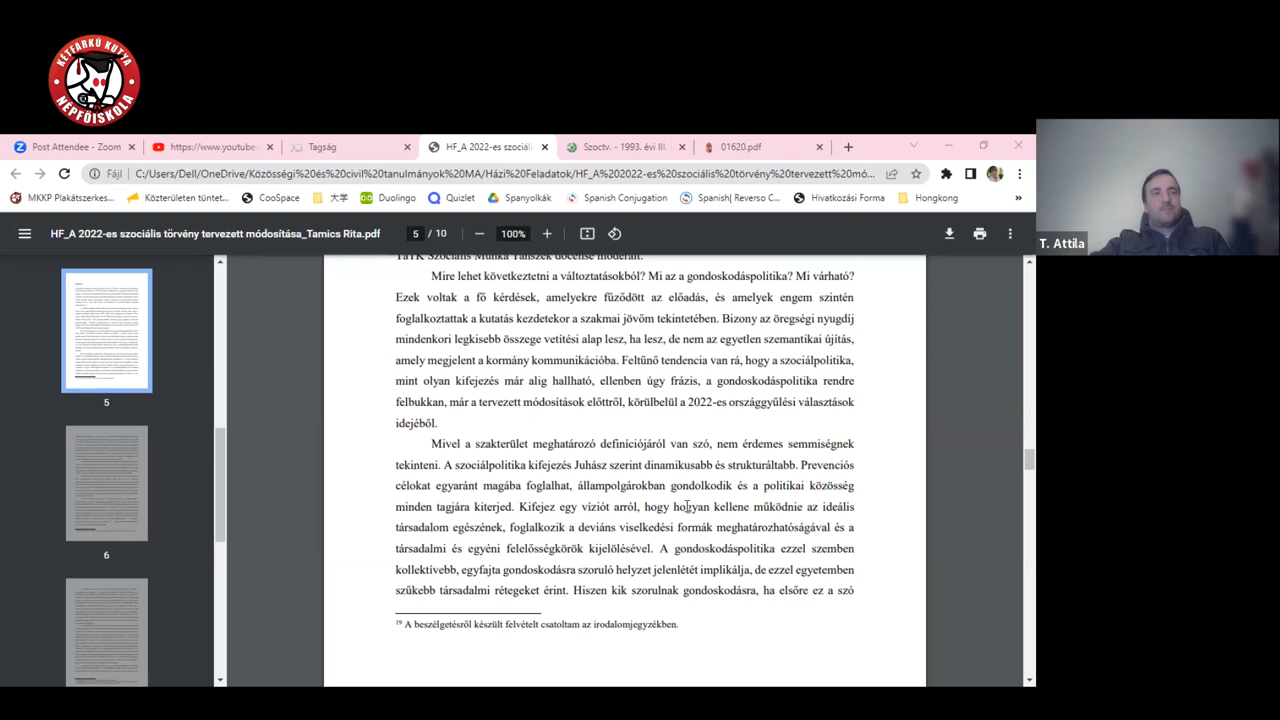 KÉTFARKÚ KUTYA
NÉPFŐISKOLA
Post Attendee - Zoom
https://www.youtube
Tagság
HF_A 2022-es szociál
Szoctv. - 1993. évi III.
01620.pdf
Fájl
C:/Users/Dell/OneDrive/Közösségi%20és%20civil%20tanulmányok%20MA/Házi%20Feladatok/HF_A%202022-es%20szociális%20törvény%20tervezett%20mó...
MKKP Plakátszerkes...
Közterületen tüntet...
CooSpace
大学
Duolingo
Quizlet
Spanyolkák
Spanish Conjugation
Spanish| Reverso C...
Hivatkozási Forma
Hongkong
»
HF_A 2022-es szociális törvény tervezett módosítása_Tamics Rita.pdf
5 / 10
100%
T. Attila
5
6
TáTK Szociális Munka Tanszék docense moderált.
Mire lehet következtetni a változtatásokból? Mi az a gondoskodáspolitika? Mi várható?
Ezek voltak a fő kérdések, amelyekre fűződött az előadás, és amelyek engem szintén
foglalkoztattak a kutatás kezdetekor a szakmai jövőm tekintetében. Bizony az öregségi nyugdíj
mindenkori legkisebb összege vetítési alap lesz, ha lesz, de nem az egyetlen szemantikai újítás,
amely megjelent a kormány kommunikációba. Feltűnő tendencia van rá, hogy a szociálpolitika,
mint olyan kifejezés már alig hallható, ellenben úgy frázis, a gondoskodáspolitika rendre
felbukkan, már a tervezett módosítások előttről, körülbelül a 2022-es országgyűlési választások
idejéből.
Mivel a szakterület meghatározó definíciójáról van szó, nem érdemes semmiségnek
tekinteni. A szociálpolitika kifejezés Juhász szerint dinamikusabb és strukturáltabb. Prevenciós
célokat egyaránt magába foglalhat, állampolgárokban gondolkodik és a politikai közösség
minden tagjára kiterjed. Kifejez egy víziót arról, hogy hogyan kellene működnie az ideális
társadalom egészének, foglalkozik a deviáns viselkedési formák meghatározhatóságával és a
társadalmi és egyéni felelősségkörök kijelölésével. A gondoskodáspolitika ezzel szemben
kollektívebb, egyfajta gondoskodásra szoruló helyzet jelenlétét implikálja, de ezzel egyetemben
szűkebb társadalmi rétegeket érint. Hiszen kik szorulnak gondoskodásra, ha elsőre ez a szó
19 A beszélgetésről készült felvételt csatoltam az irodalomjegyzékben.